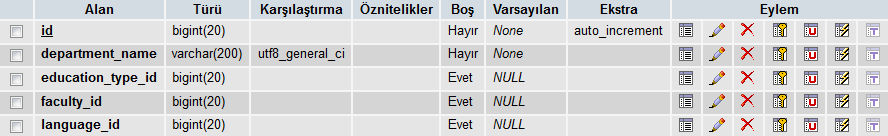 Alan Türü Karşılaştırma Öznitelikler Boş Varsayılan Ekstra Eylem
id bigint(20) Hayır None auto_increment
department_name varchar(200) utf8_general_ci Hayır None
education_type_id bigint(20) Evet NULL
faculty_id bigint(20) Evet NULL
language_id bigint(20) Evet NULL